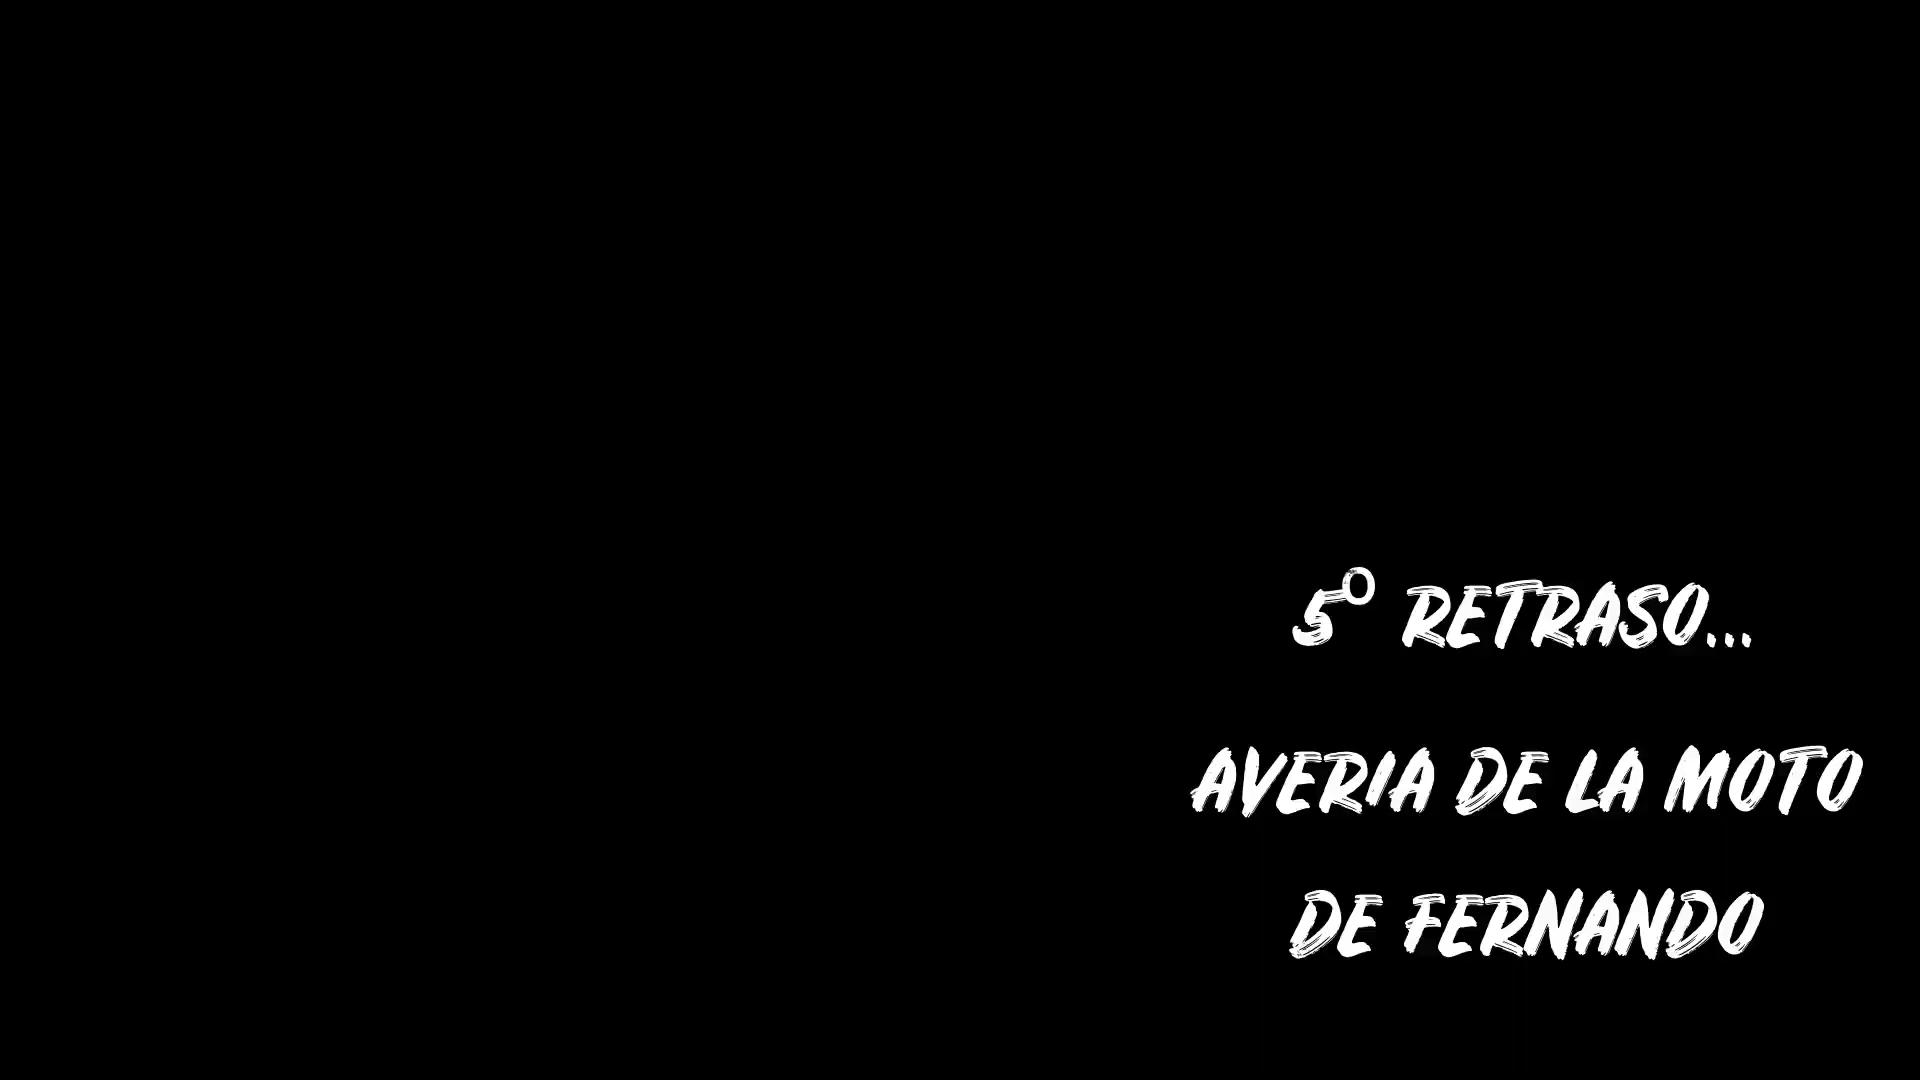 5º RETRASO...
AVERIA DE LA MOTO
DE FERNANDO